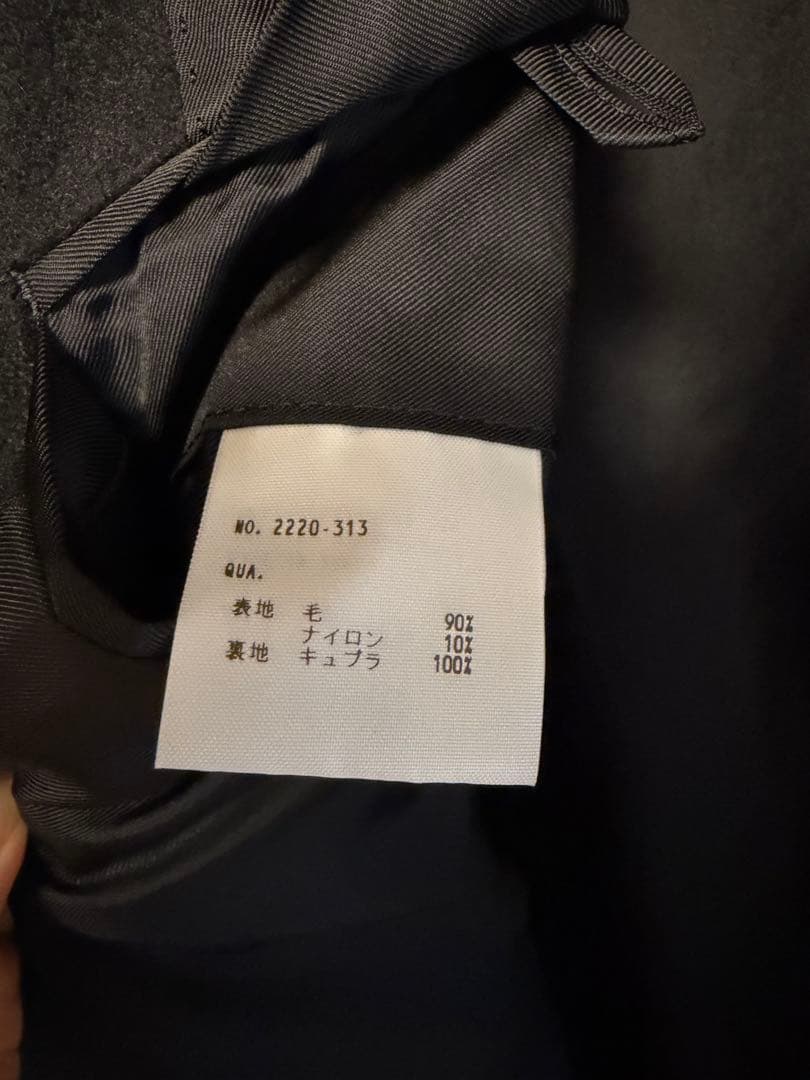 NO. 2220-313
QUA.
表地 毛 90%
ナイロン 10%
裏地 キュプラ 100%